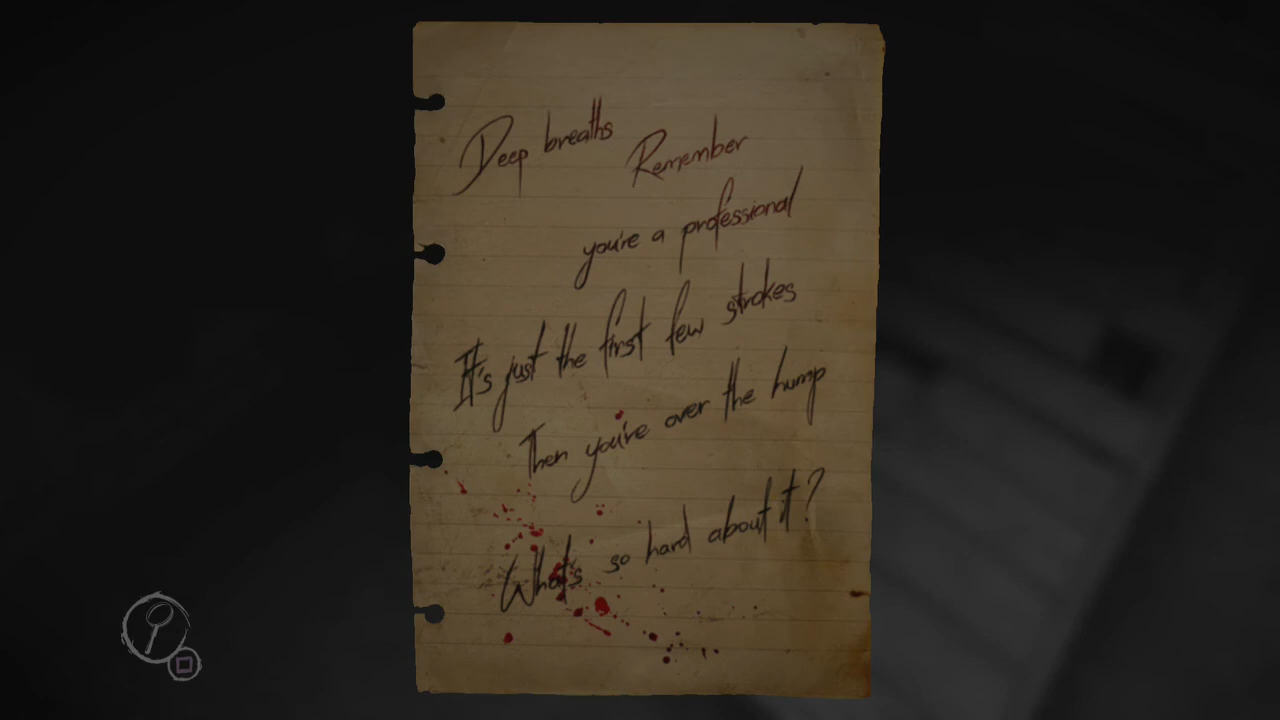 Deep breaths
Remember
you're a professional
It's just the first few strokes
Then you're over the hump
What's so hard about it?